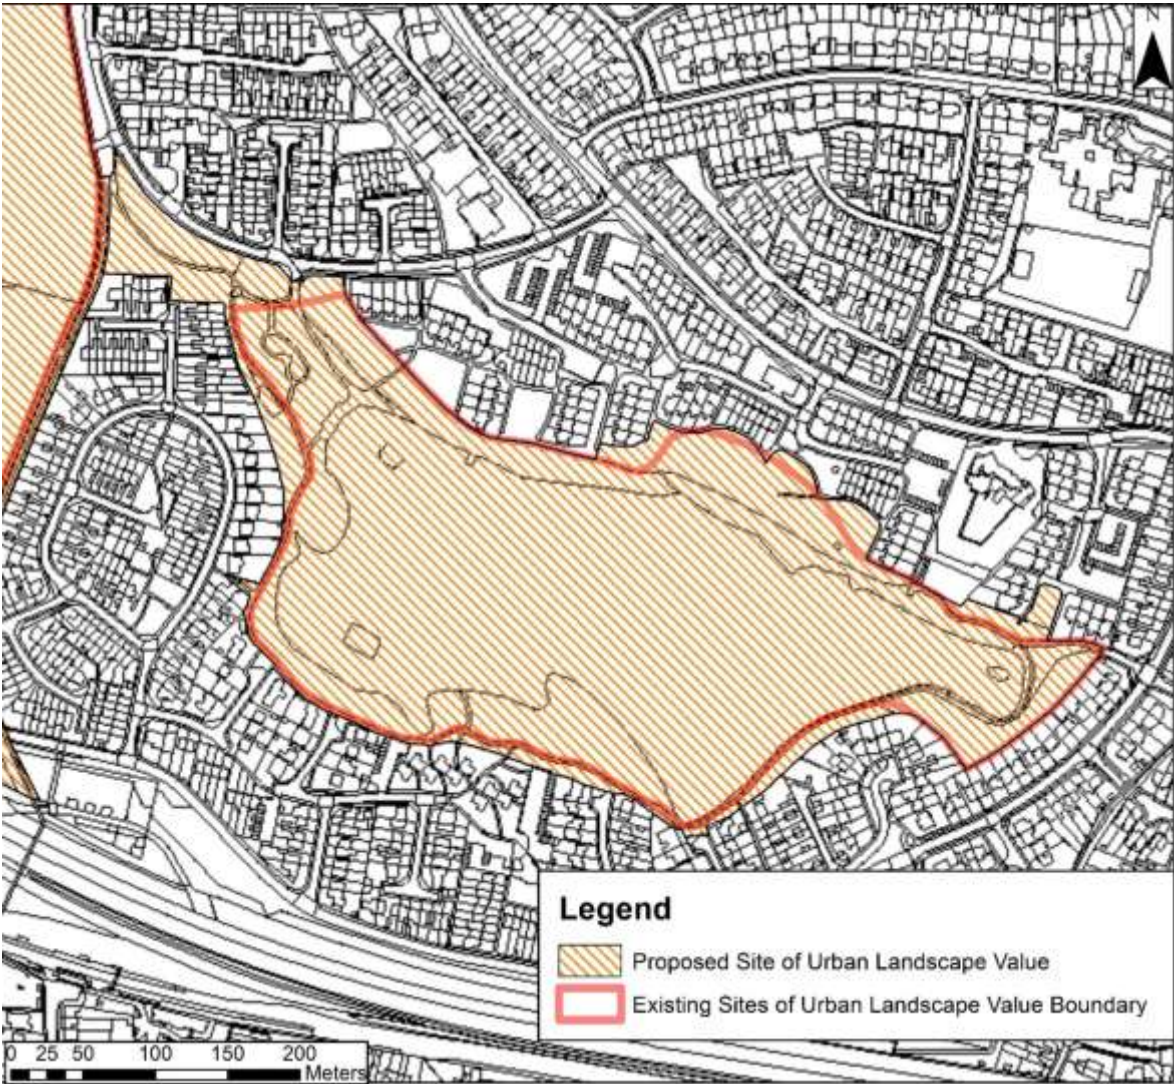 N
Legend
Proposed Site of Urban Landscape Value
Existing Sites of Urban Landscape Value Boundary
0 25 50 100 150 200
Meters